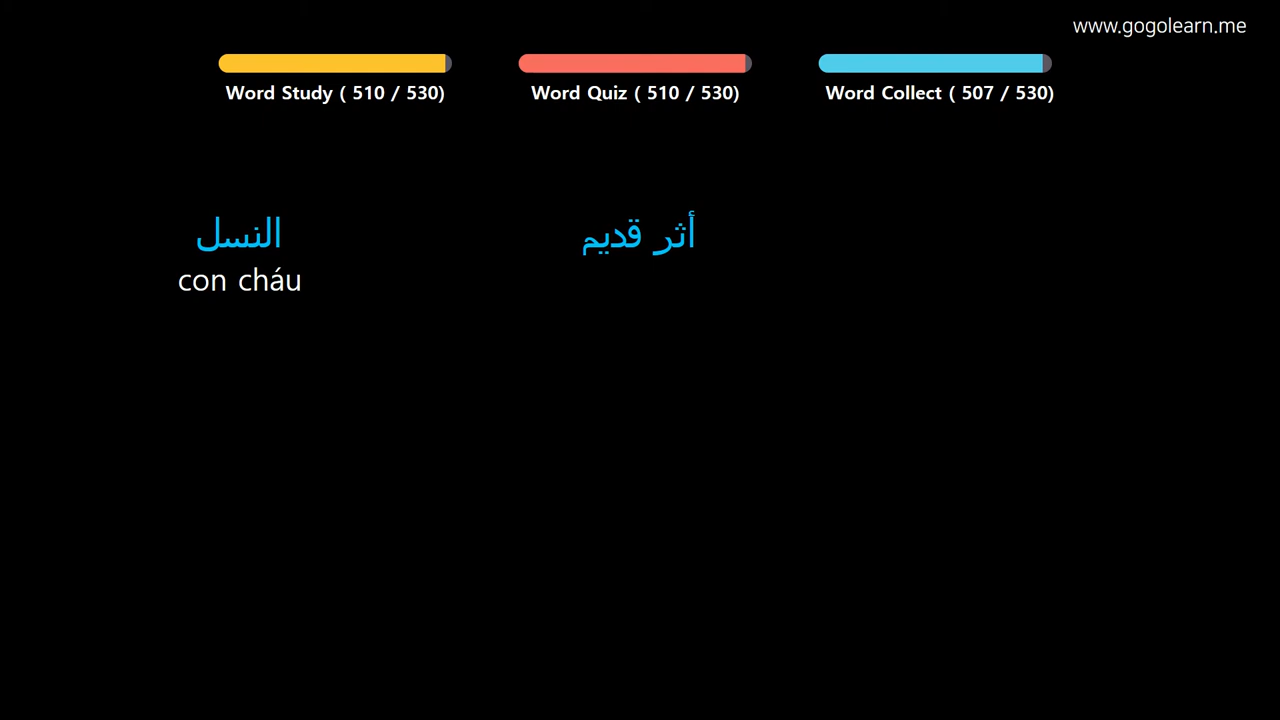 www.gogolearn.me
Word Study ( 510 / 530)
Word Quiz ( 510 / 530)
Word Collect ( 507 / 530)
النسل
con cháu
أثر قديم